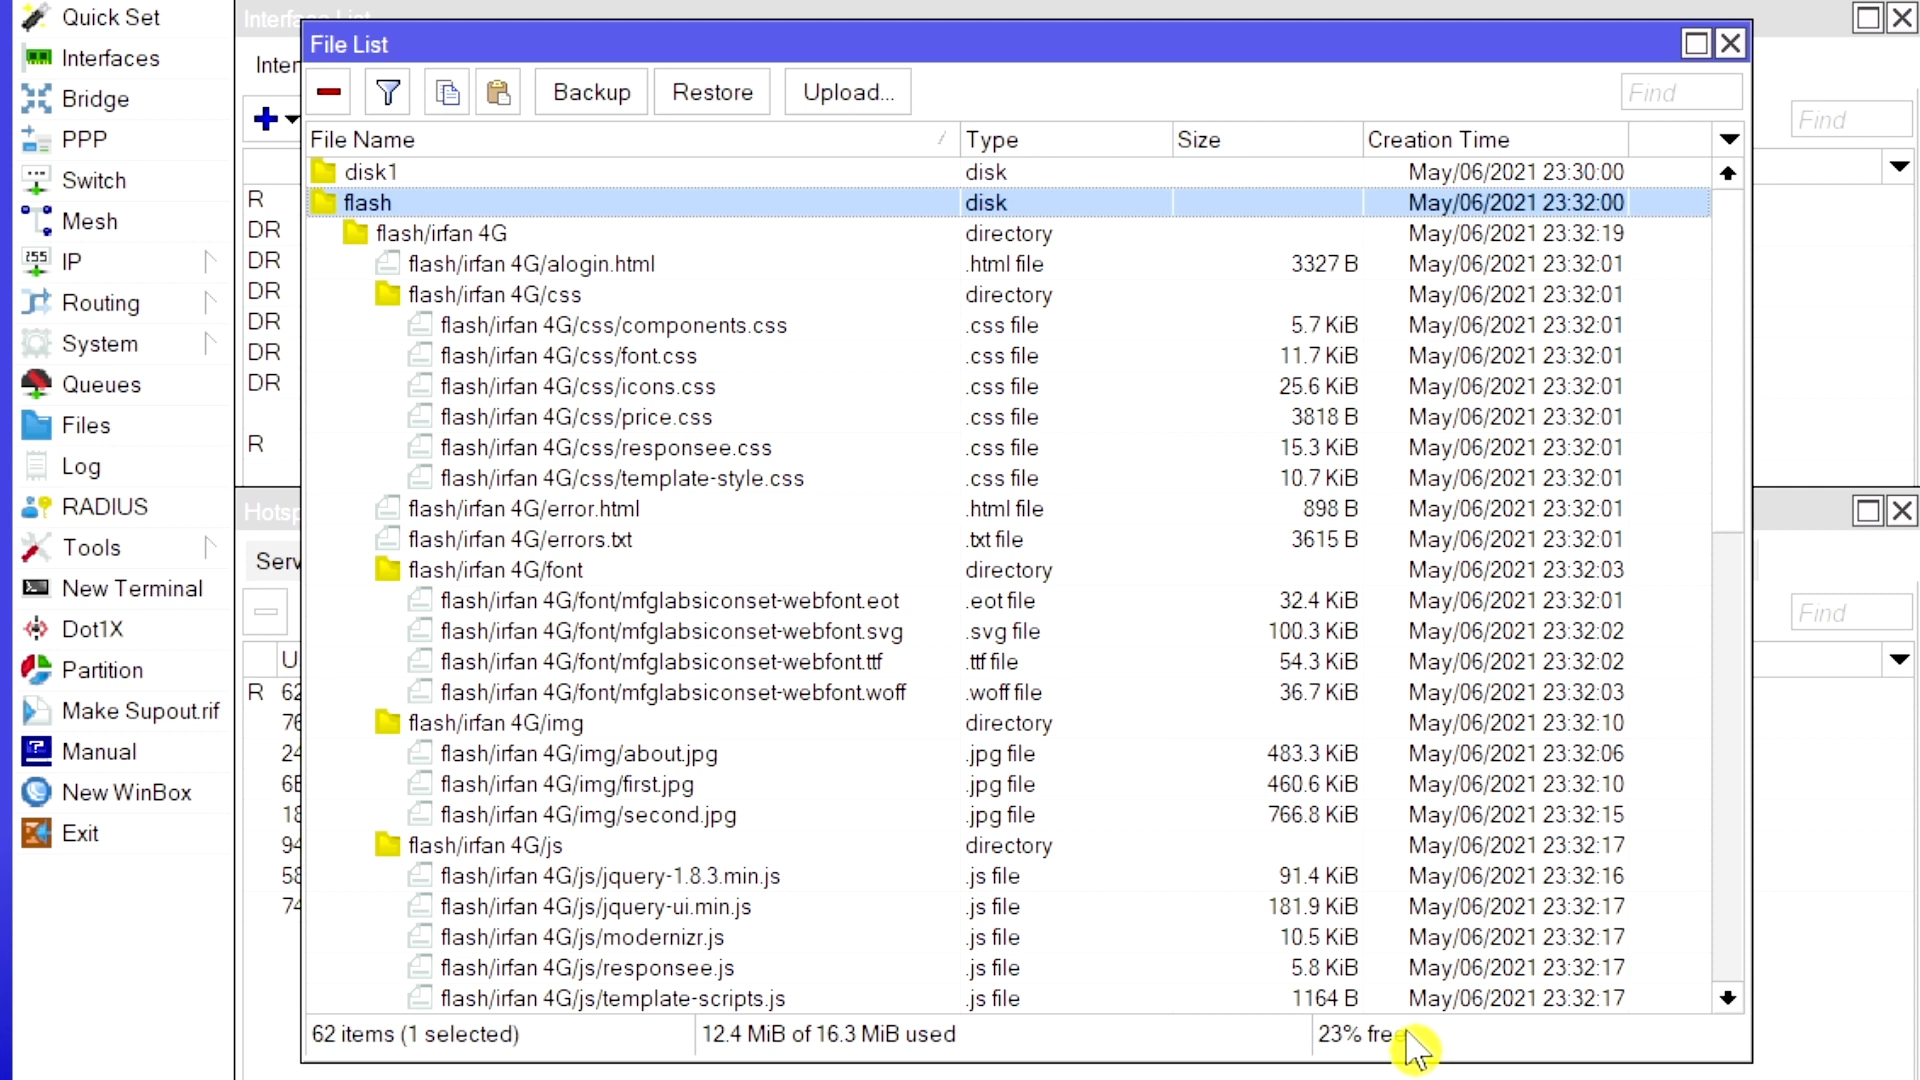 Quick Set
Interfaces
Bridge
PPP
Switch
Mesh
IP
Routing
System
Queues
Files
Log
RADIUS
Tools
New Terminal
Dot1X
Partition
Make Supout.rif
Manual
New WinBox
Exit
File List
Backup Restore Upload... Find
File Name Type Size Creation Time
disk1 disk May/06/2021 23:30:00
flash disk May/06/2021 23:32:00
flash/irfan 4G directory May/06/2021 23:32:19
flash/irfan 4G/alogin.html .html file 3327 B May/06/2021 23:32:01
flash/irfan 4G/css directory May/06/2021 23:32:01
flash/irfan 4G/css/components.css .css file 5.7 KiB May/06/2021 23:32:01
flash/irfan 4G/css/font.css .css file 11.7 KiB May/06/2021 23:32:01
flash/irfan 4G/css/icons.css .css file 25.6 KiB May/06/2021 23:32:01
flash/irfan 4G/css/price.css .css file 3818 B May/06/2021 23:32:01
flash/irfan 4G/css/responsee.css .css file 15.3 KiB May/06/2021 23:32:01
flash/irfan 4G/css/template-style.css .css file 10.7 KiB May/06/2021 23:32:01
flash/irfan 4G/error.html .html file 898 B May/06/2021 23:32:01
flash/irfan 4G/errors.txt .txt file 3615 B May/06/2021 23:32:01
flash/irfan 4G/font directory May/06/2021 23:32:03
flash/irfan 4G/font/mfglabsiconset-webfont.eot .eot file 32.4 KiB May/06/2021 23:32:01
flash/irfan 4G/font/mfglabsiconset-webfont.svg .svg file 100.3 KiB May/06/2021 23:32:02
flash/irfan 4G/font/mfglabsiconset-webfont.ttf .ttf file 54.3 KiB May/06/2021 23:32:02
flash/irfan 4G/font/mfglabsiconset-webfont.woff .woff file 36.7 KiB May/06/2021 23:32:03
flash/irfan 4G/img directory May/06/2021 23:32:10
flash/irfan 4G/img/about.jpg .jpg file 483.3 KiB May/06/2021 23:32:06
flash/irfan 4G/img/first.jpg .jpg file 460.6 KiB May/06/2021 23:32:10
flash/irfan 4G/img/second.jpg .jpg file 766.8 KiB May/06/2021 23:32:15
flash/irfan 4G/js directory May/06/2021 23:32:17
flash/irfan 4G/js/jquery-1.8.3.min.js .js file 91.4 KiB May/06/2021 23:32:16
flash/irfan 4G/js/jquery-ui.min.js .js file 181.9 KiB May/06/2021 23:32:17
flash/irfan 4G/js/modernizr.js .js file 10.5 KiB May/06/2021 23:32:17
flash/irfan 4G/js/responsee.js .js file 5.8 KiB May/06/2021 23:32:17
flash/irfan 4G/js/template-scripts.js .js file 1164 B May/06/2021 23:32:17
62 items (1 selected) 12.4 MiB of 16.3 MiB used 23% free
R
DR
DR
DR
DR
DR
DR
R
R
Find
Find